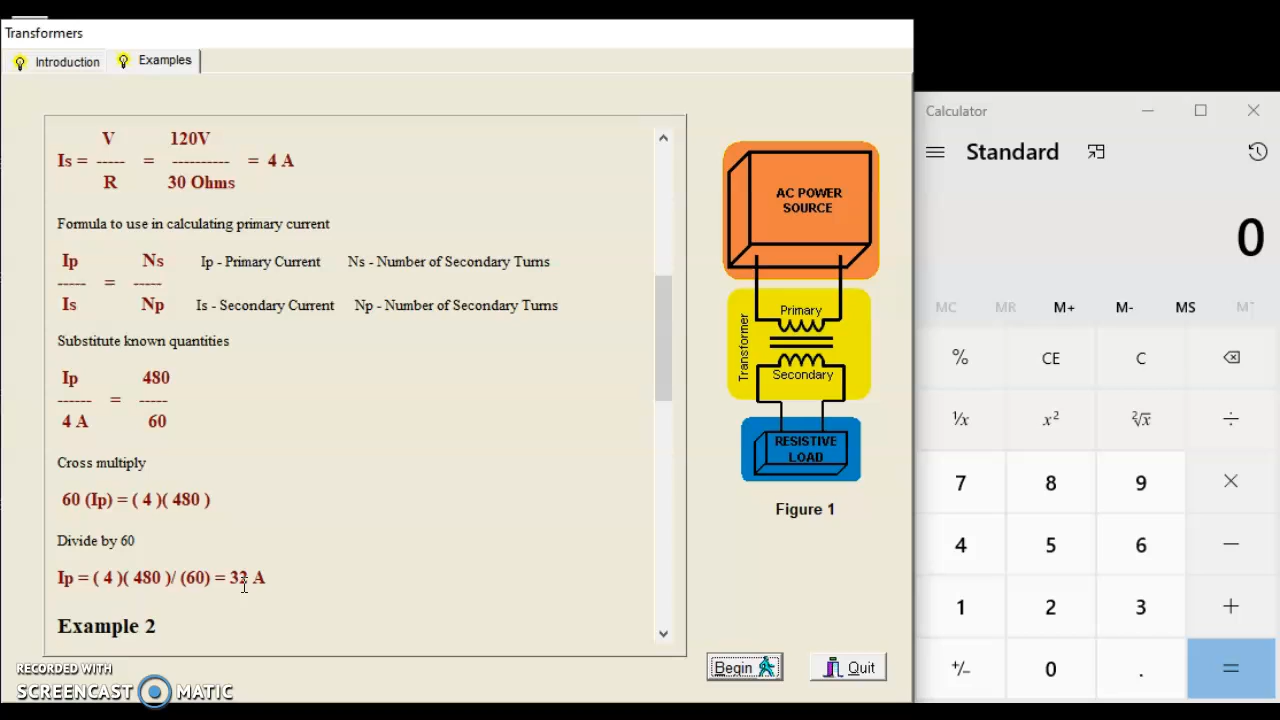 Transformers
Introduction
Examples
V 120V
Is = ----- = ---------- = 4 A
R 30 Ohms
Formula to use in calculating primary current
Ip Ns Ip - Primary Current Ns - Number of Secondary Turns
----- = -----
Is Np Is - Secondary Current Np - Number of Secondary Turns
Substitute known quantities
Ip 480
------ = -----
4 A 60
Cross multiply
60 (Ip) = ( 4 )( 480 )
Divide by 60
Ip = ( 4 )( 480 )/ (60) = 32 A
Example 2
AC POWER
SOURCE
Transformer
Primary
Secondary
RESISTIVE
LOAD
Figure 1
Begin
Quit
RECORDED WITH
SCREENCAST MATIC
Calculator
Standard
0
MC MR M+ M- MS
% CE C
¹/x x² ²√x ÷
7 8 9 ×
4 5 6 −
1 2 3 +
+/− 0 . =